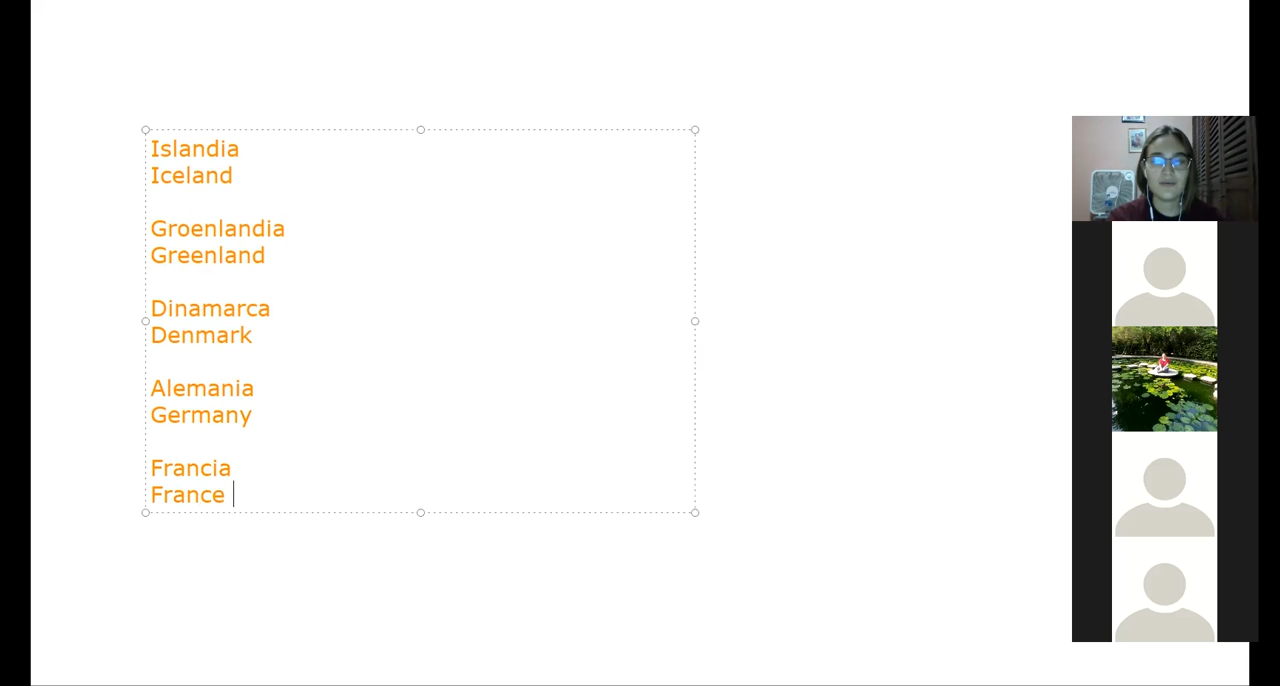 Islandia
Iceland
Groenlandia
Greenland
Dinamarca
Denmark
Alemania
Germany
Francia
France